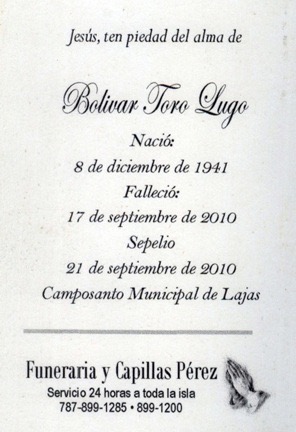 Jesús, ten piedad del alma de
Bolivar Toro Lugo
Nació:
8 de diciembre de 1941
Falleció:
17 de septiembre de 2010
Sepelio
21 de septiembre de 2010
Camposanto Municipal de Lajas
Funeraria y Capillas Pérez
Servicio 24 horas a toda la isla
787-899-1285 • 899-1200